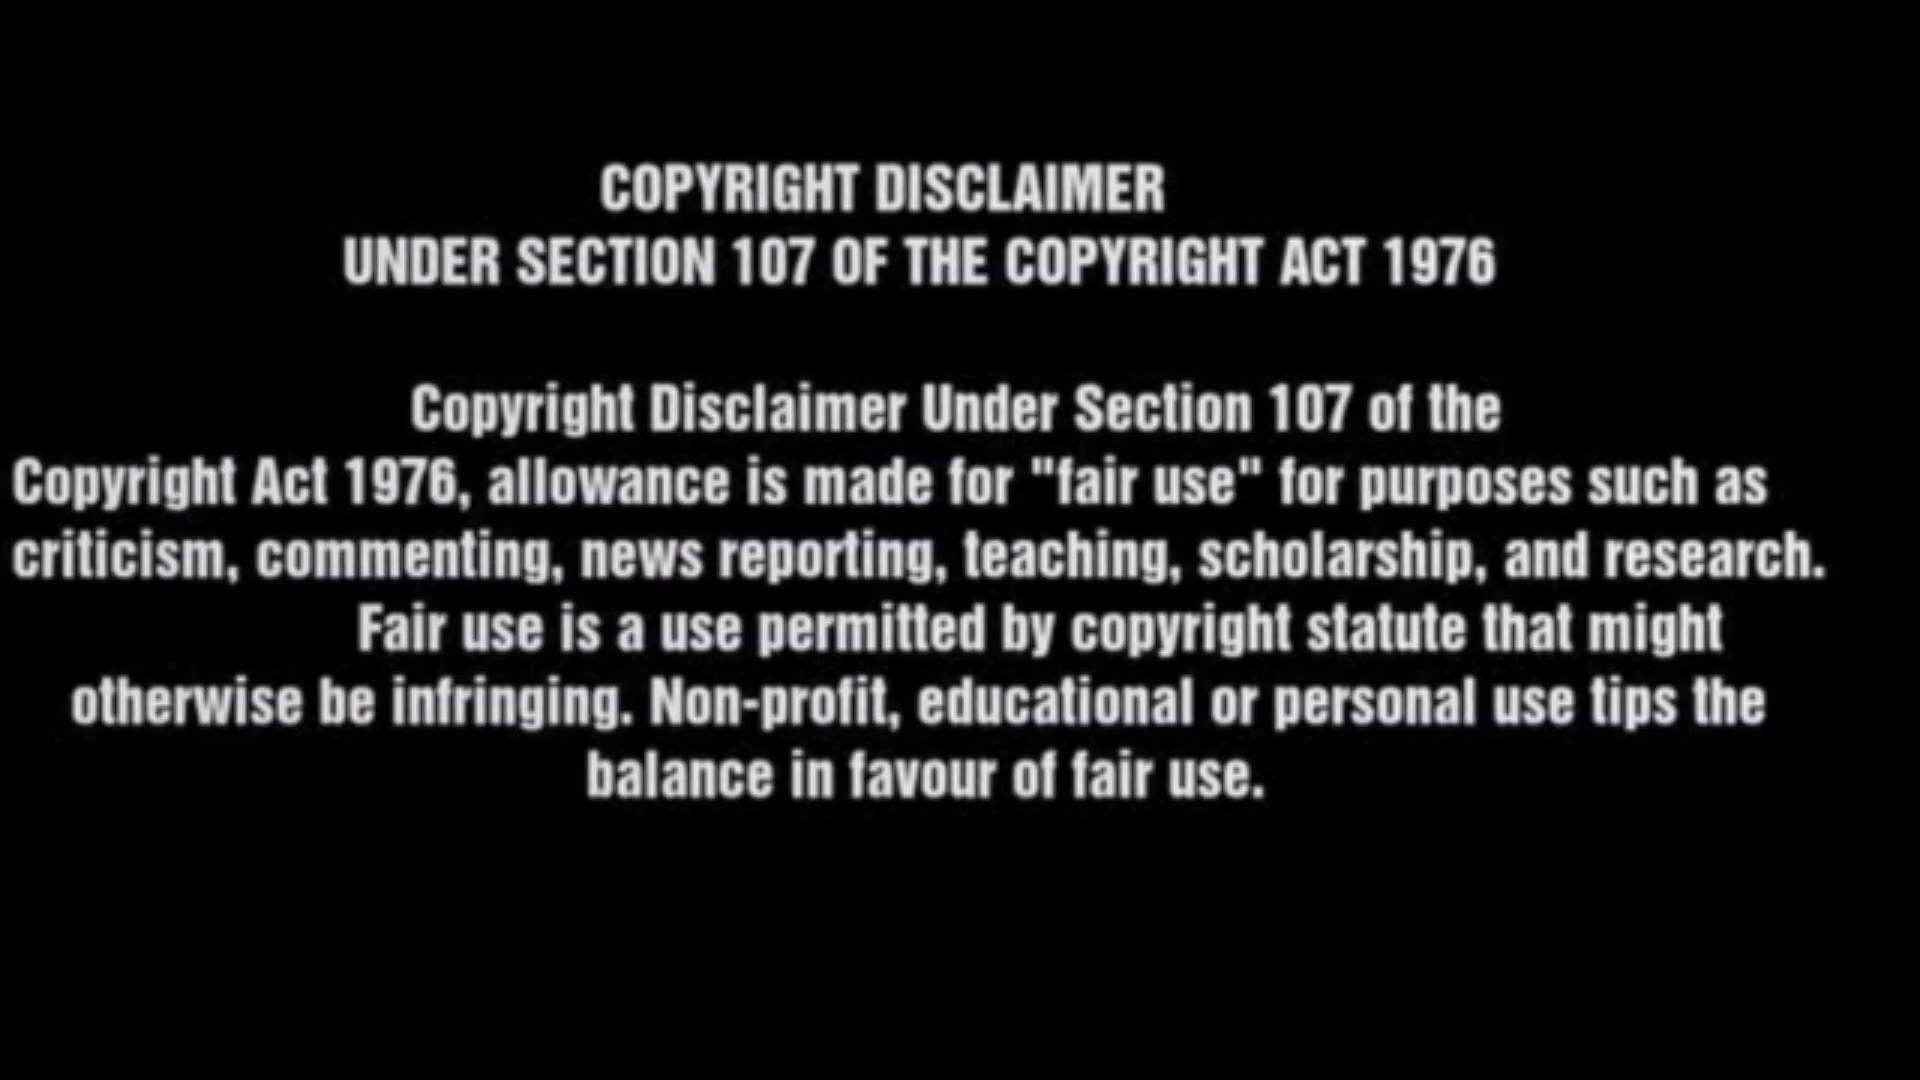 COPYRIGHT DISCLAIMER
UNDER SECTION 107 OF THE COPYRIGHT ACT 1976
Copyright Disclaimer Under Section 107 of the
Copyright Act 1976, allowance is made for "fair use" for purposes such as
criticism, commenting, news reporting, teaching, scholarship, and research.
Fair use is a use permitted by copyright statute that might
otherwise be infringing. Non-profit, educational or personal use tips the
balance in favour of fair use.